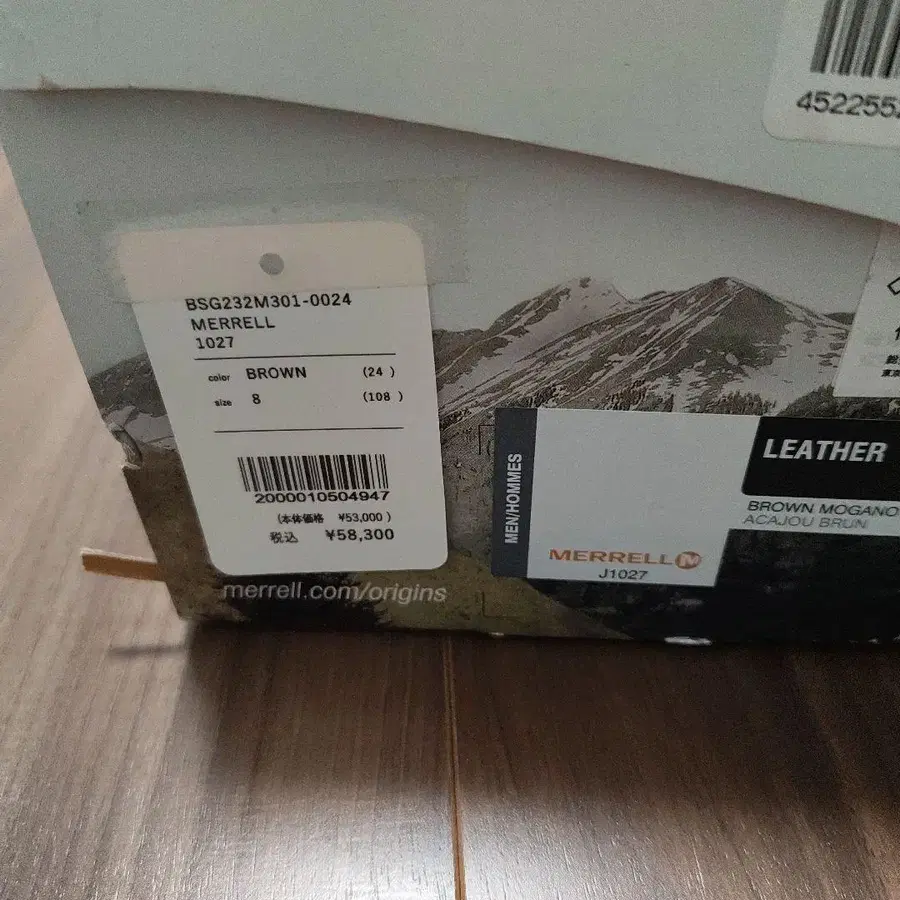 BSG232M301-0024
MERRELL
1027
color BROWN (24 )
size 8 (108 )
2000010504947
(本体価格 ¥53,000 )
税込 ¥58,300
merrell.com/origins
MEN/HOMMES
MERRELL
J1027
LEATHER
BROWN MOGANO
ACAJOU BRUN
452255